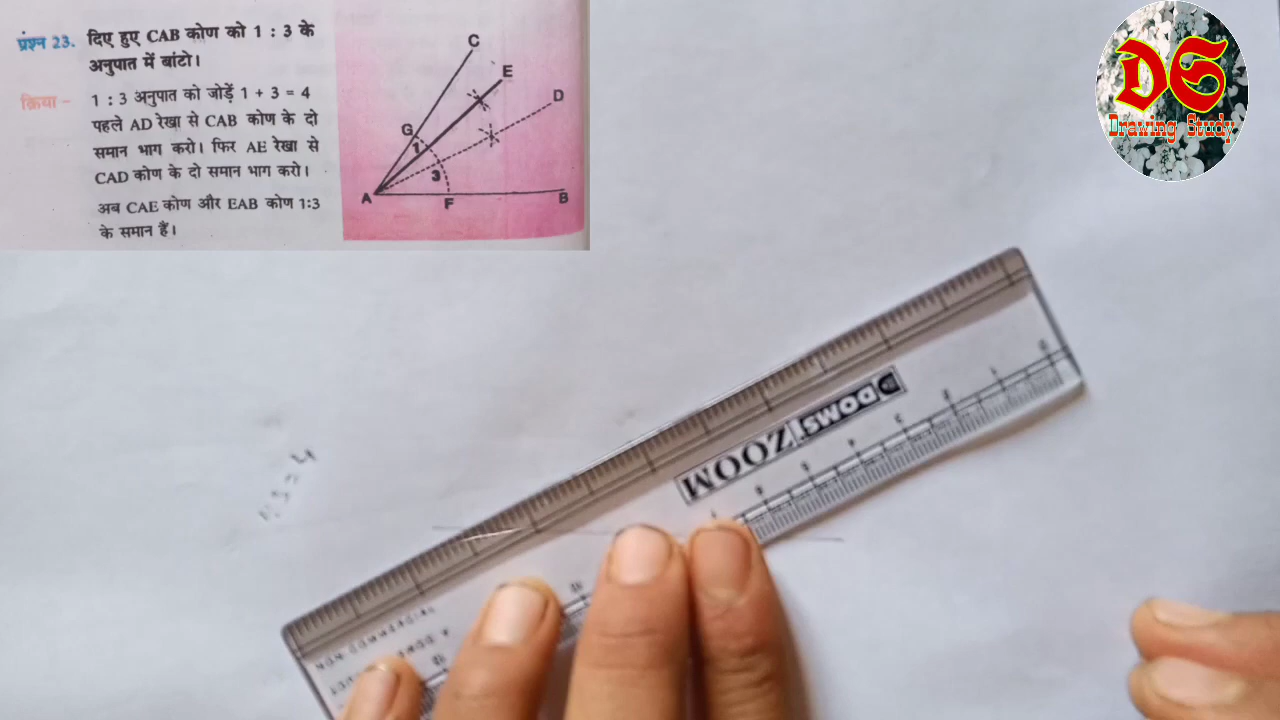 प्रंश्न 23. दिए हुए CAB कोण को 1 : 3 के
अनुपात में बांटो।
क्रिया – 1 : 3 अनुपात को जोड़ें 1 + 3 = 4
पहले AD रेखा से CAB कोण के दो
समान भाग करो। फिर AE रेखा से
CAD कोण के दो समान भाग करो।
अब CAE कोण और EAB कोण 1:3
के समान हैं।
C
E
D
G
1
3
A
F
B
DS
Drawing Study
DOMS
ZOOM